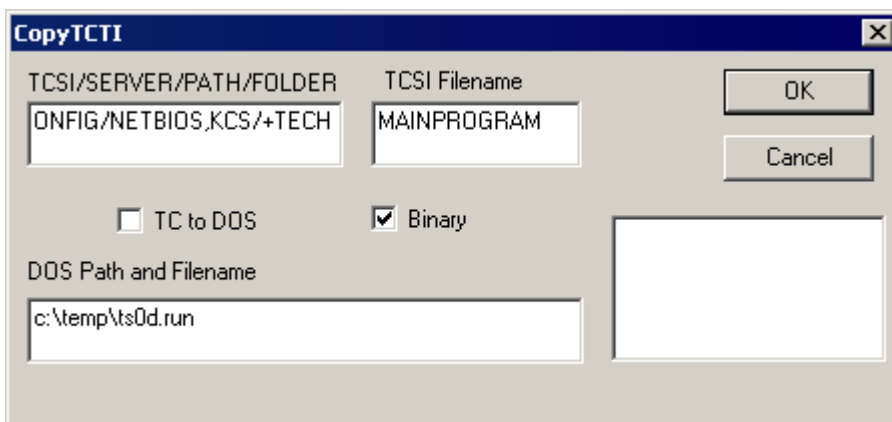 CopyTCTI
TCSI/SERVER/PATH/FOLDER
TCSI Filename
ONFIG/NETBIOS,KCS/+TECH
MAINPROGRAM
OK
Cancel
TC to DOS
Binary
DOS Path and Filename
c:\temp\ts0d.run